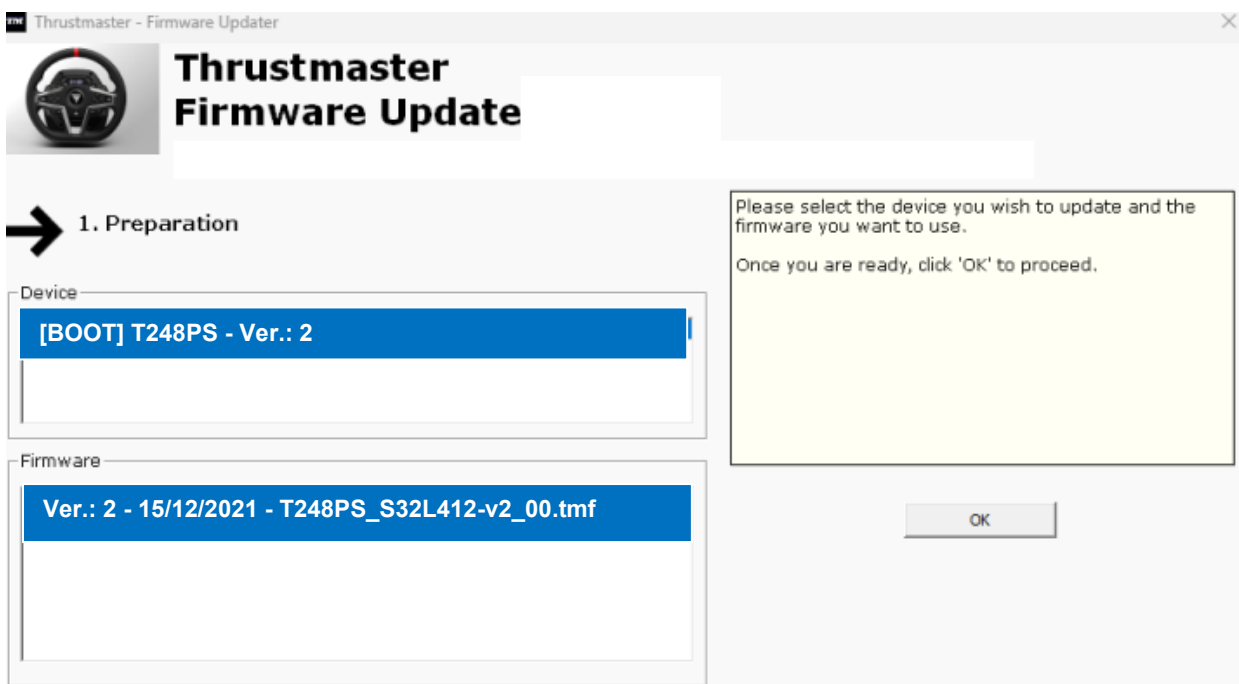 Thrustmaster - Firmware Updater
Thrustmaster
Firmware Update
1. Preparation
Please select the device you wish to update and the
firmware you want to use.
Once you are ready, click 'OK' to proceed.
Device
[BOOT] T248PS - Ver.: 2
Firmware
Ver.: 2 - 15/12/2021 - T248PS_S32L412-v2_00.tmf
OK